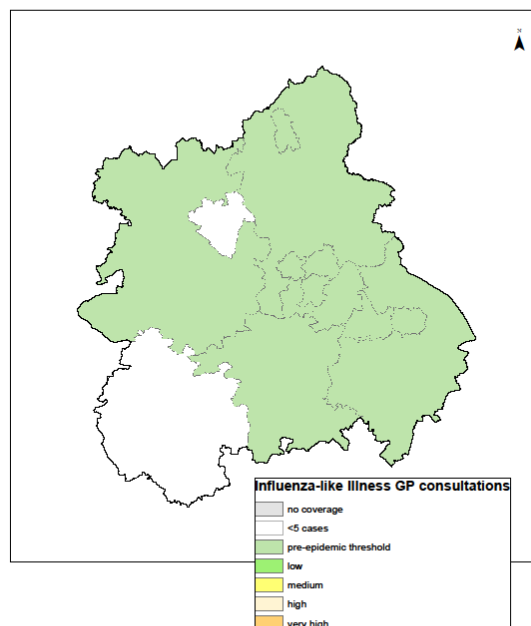 N
Influenza-like Illness GP consultations
no coverage
<5 cases
pre-epidemic threshold
low
medium
high
very high